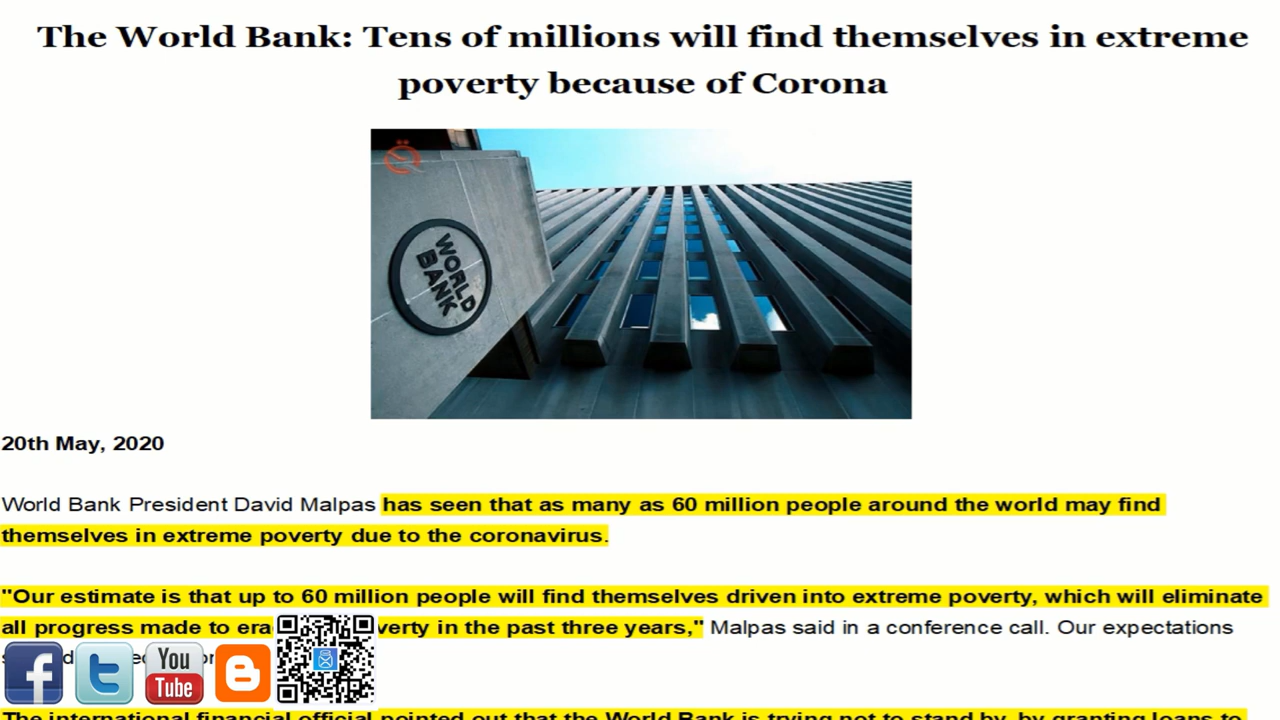 The World Bank: Tens of millions will find themselves in extreme
poverty because of Corona
WORLD
BANK
20th May, 2020
World Bank President David Malpas has seen that as many as 60 million people around the world may find
themselves in extreme poverty due to the coronavirus.
"Our estimate is that up to 60 million people will find themselves driven into extreme poverty, which will eliminate
all progress made to era verty in the past three years," Malpas said in a conference call. Our expectations
You
Tube
The international financial official pointed out that the World Bank is trying not to stand by, by granting loans to